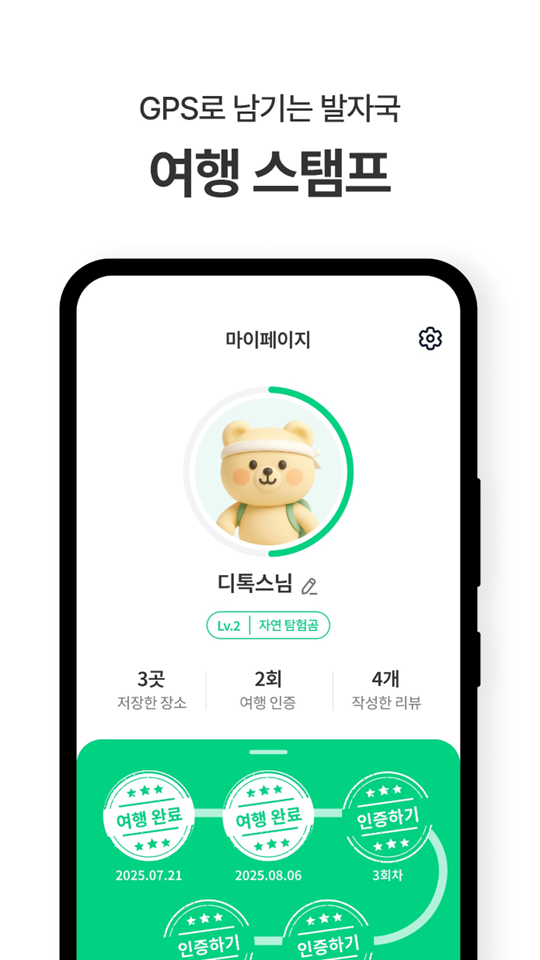 GPS로 남기는 발자국
여행 스탬프
마이페이지
디톡스님
Lv.2 | 자연 탐험곰
3곳 2회 4개
저장한 장소 여행 인증 작성한 리뷰
여행 완료 여행 완료 인증하기
2025.07.21 2025.08.06 3회차
인증하기 인증하기